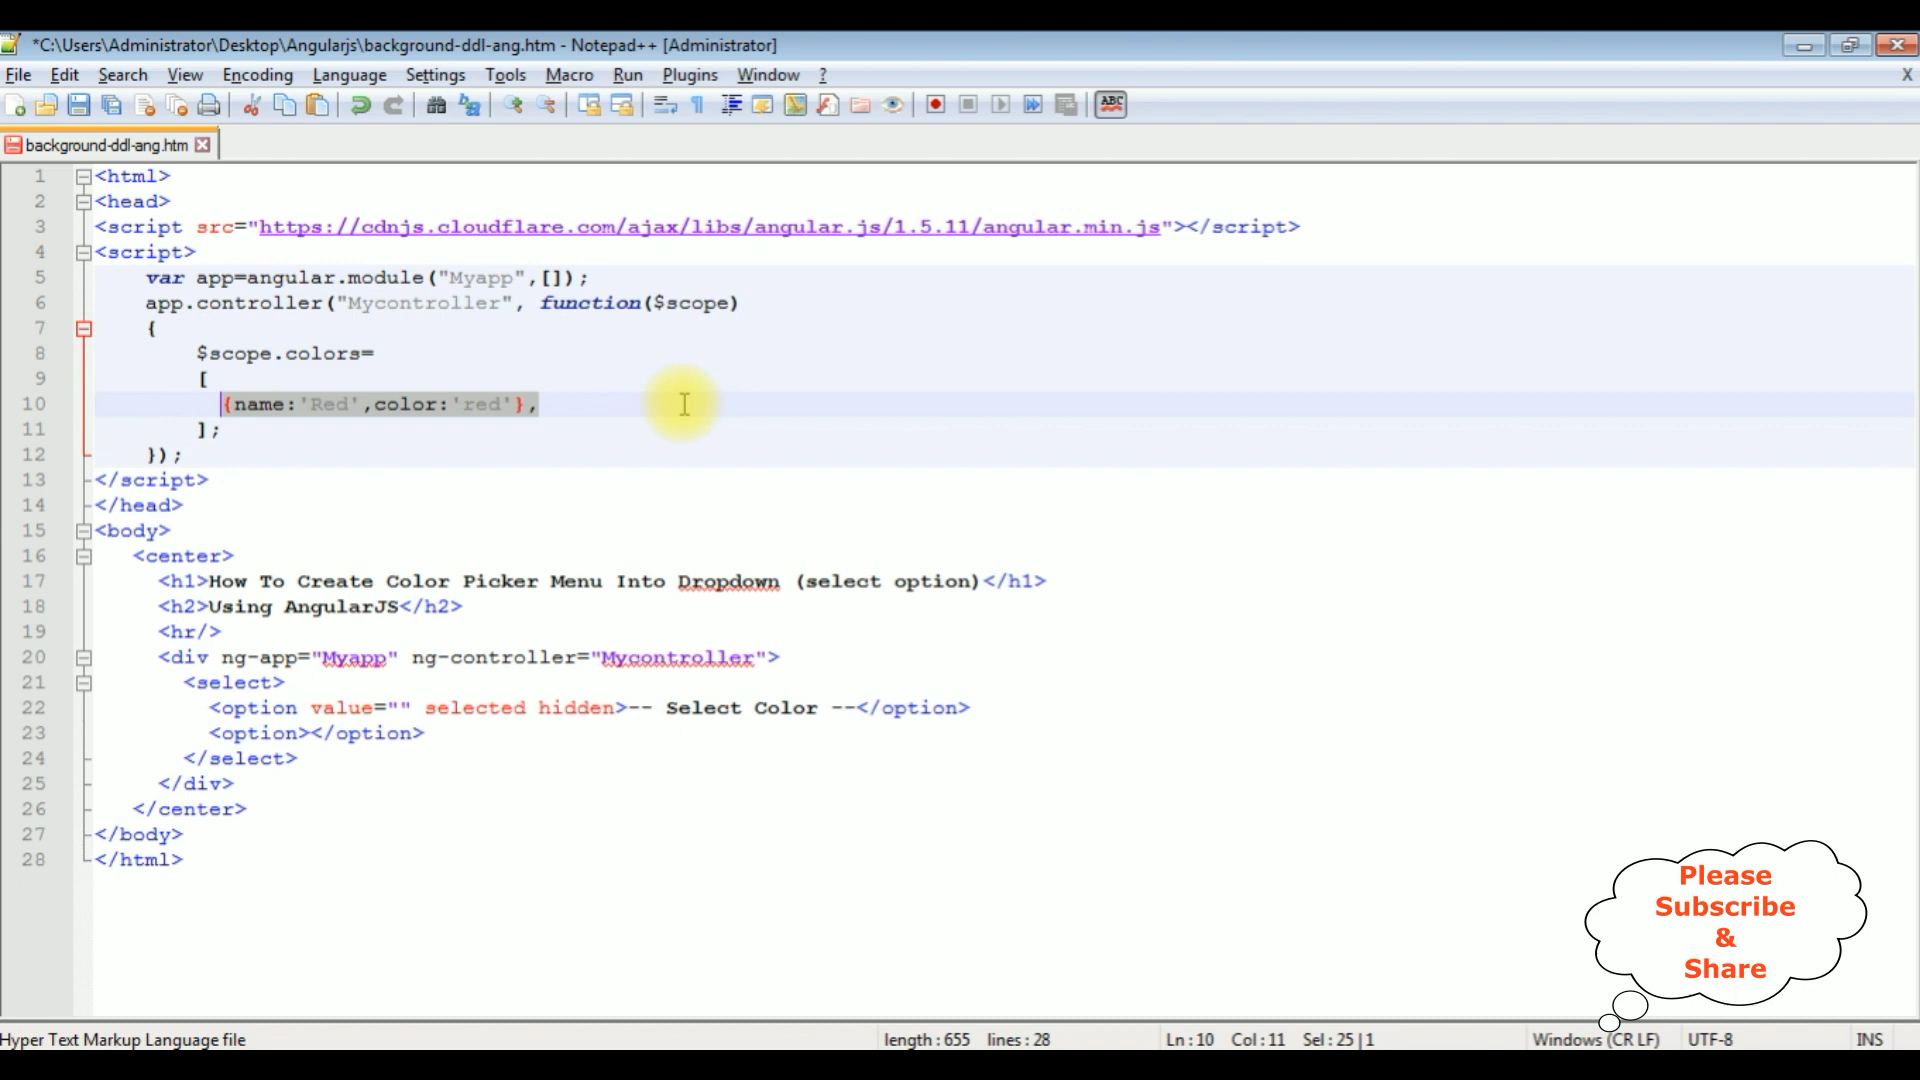 *C:\Users\Administrator\Desktop\Angularjs\background-ddl-ang.htm - Notepad++ [Administrator]
File Edit Search View Encoding Language Settings Tools Macro Run Plugins Window ? X
ABC
background-ddl-ang.htm
1 <html>
2 <head>
3 <script src="https://cdnjs.cloudflare.com/ajax/libs/angular.js/1.5.11/angular.min.js"></script>
4 <script>
5 var app=angular.module("Myapp",[]);
6 app.controller("Mycontroller", function($scope)
7 {
8 $scope.colors=
9 [
10 {name:'Red',color:'red'},
11 ];
12 });
13 </script>
14 </head>
15 <body>
16 <center>
17 <h1>How To Create Color Picker Menu Into Dropdown (select option)</h1>
18 <h2>Using AngularJS</h2>
19 <hr/>
20 <div ng-app="Myapp" ng-controller="Mycontroller">
21 <select>
22 <option value="" selected hidden>-- Select Color --</option>
23 <option></option>
24 </select>
25 </div>
26 </center>
27 </body>
28 </html>
Please
Subscribe
&
Share
Hyper Text Markup Language file length : 655 lines : 28 Ln : 10 Col : 11 Sel : 25 | 1 Windows (CR LF) UTF-8 INS